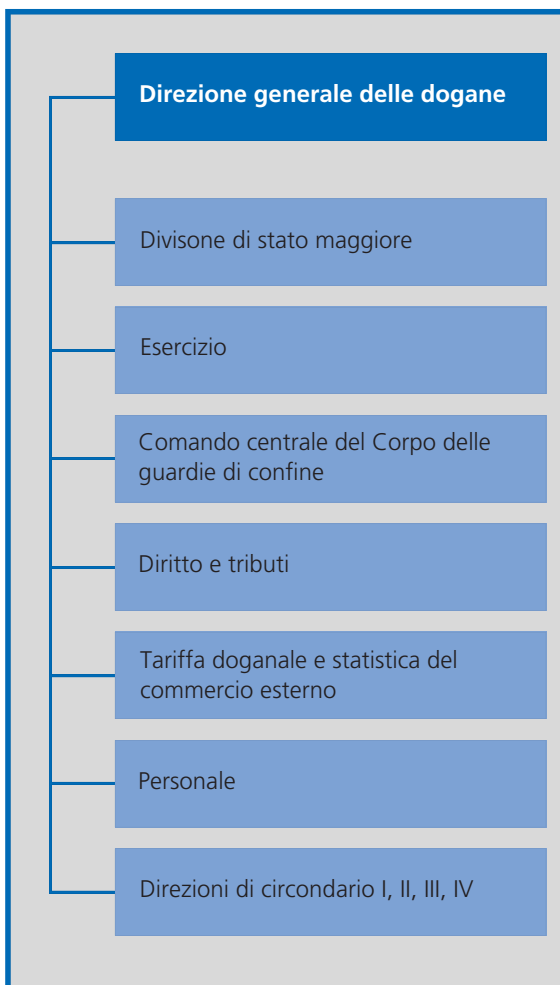 Direzione generale delle dogane
Divisone di stato maggiore
Esercizio
Comando centrale del Corpo delle
guardie di confine
Diritto e tributi
Tariffa doganale e statistica del
commercio esterno
Personale
Direzioni di circondario I, II, III, IV